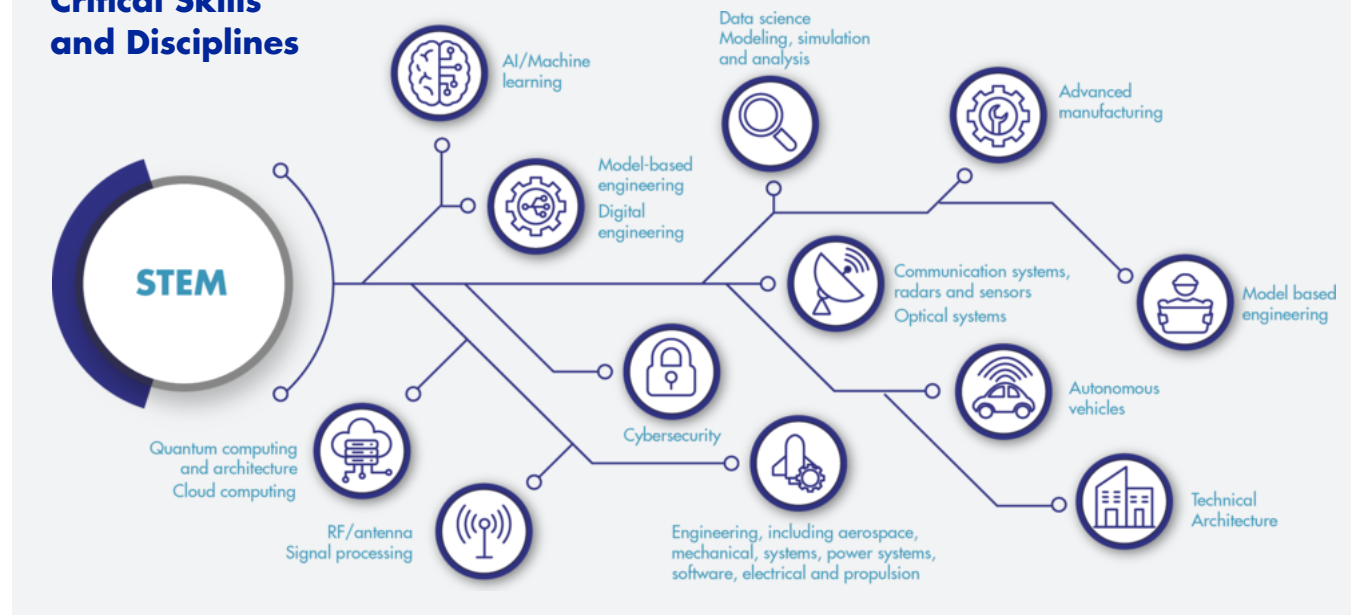 Critical Skills
and Disciplines
AI/Machine
learning
Data science
Modeling, simulation
and analysis
Advanced
manufacturing
Model-based
engineering
Digital
engineering
STEM
Communication systems,
radars and sensors
Optical systems
Model based
engineering
Autonomous
vehicles
Cybersecurity
Quantum computing
and architecture
Cloud computing
Technical
Architecture
RF/antenna
Signal processing
Engineering, including aerospace,
mechanical, systems, power systems,
software, electrical and propulsion